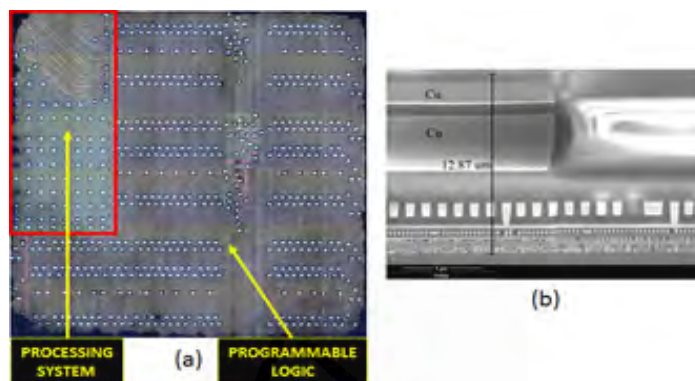 Cu
Cu
12.87 um
PROCESSING
SYSTEM
(a)
PROGRAMMABLE
LOGIC
(b)